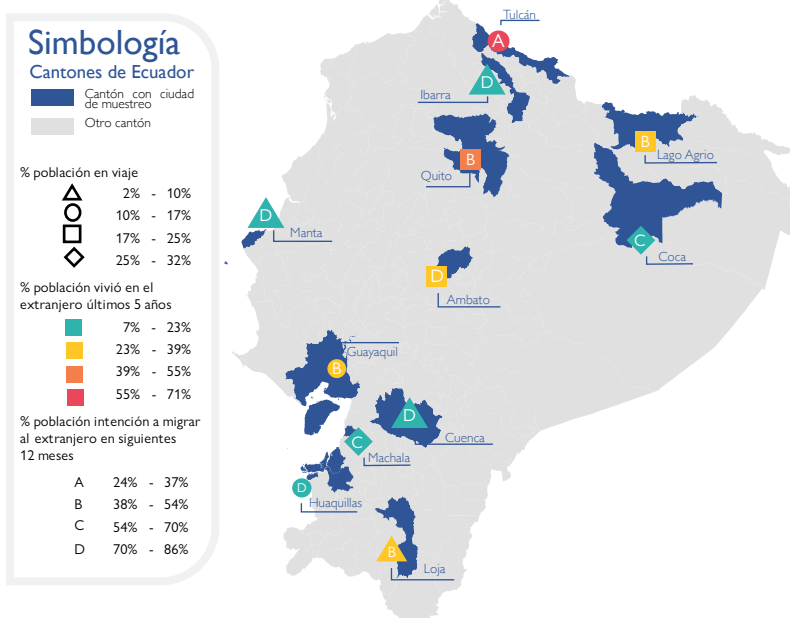 Simbología
Cantones de Ecuador
Cantón con ciudad
de muestreo
Otro cantón
% población en viaje
2% - 10%
10% - 17%
17% - 25%
25% - 32%
% población vivió en el
extranjero últimos 5 años
7% - 23%
23% - 39%
39% - 55%
55% - 71%
% población intención a migrar
al extranjero en siguientes
12 meses
A 24% - 37%
B 38% - 54%
C 54% - 70%
D 70% - 86%
Tulcán
A
D
Ibarra
B
Lago Agrio
B
Quito
D
Manta
C
Coca
D
Ambato
Guayaquil
B
D
Cuenca
C
Machala
D
Huaquillas
B
Loja